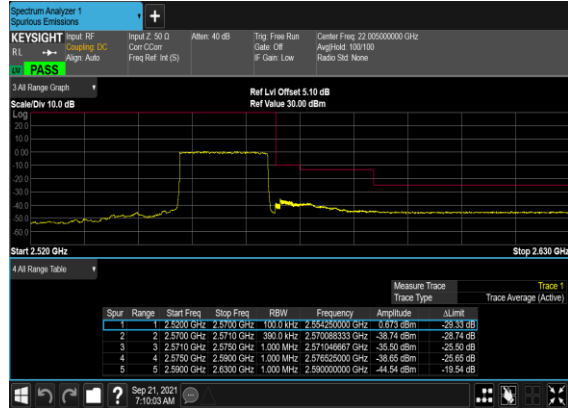 Spectrum Analyzer 1
Spurious Emissions
KEYSIGHT Input: RF Input Z: 50 Ω Atten: 40 dB Trig: Free Run Center Freq: 22.005000000 GHz
R L Coupling: DC Corr CCorr Gate: Off Avg|Hold: 100/100
Align: Auto Freq Ref: Int (S) IF Gain: Low Radio Std: None
PASS
3 All Range Graph
Ref Lvl Offset 5.10 dB
Scale/Div 10.0 dB Ref Value 30.00 dBm
Log
20.0
10.0
0.00
-10.0
-20.0
-30.0
-40.0
-50.0
-60.0
Start 2.520 GHz Stop 2.630 GHz
4 All Range Table
Measure Trace Trace 1
Trace Type Trace Average (Active)
Spur Range Start Freq Stop Freq RBW Frequency Amplitude ΔLimit
1 1 2.5200 GHz 2.5700 GHz 100.0 kHz 2.554250000 GHz 0.673 dBm -29.33 dB
2 2 2.5700 GHz 2.5710 GHz 390.0 kHz 2.570088333 GHz -38.74 dBm -28.74 dB
3 3 2.5710 GHz 2.5750 GHz 1.000 MHz 2.571046667 GHz -35.50 dBm -25.50 dB
4 4 2.5750 GHz 2.5900 GHz 1.000 MHz 2.576525000 GHz -38.65 dBm -25.65 dB
5 5 2.5900 GHz 2.6300 GHz 1.000 MHz 2.590000000 GHz -44.54 dBm -19.54 dB
Sep 21, 2021
7:10:03 AM